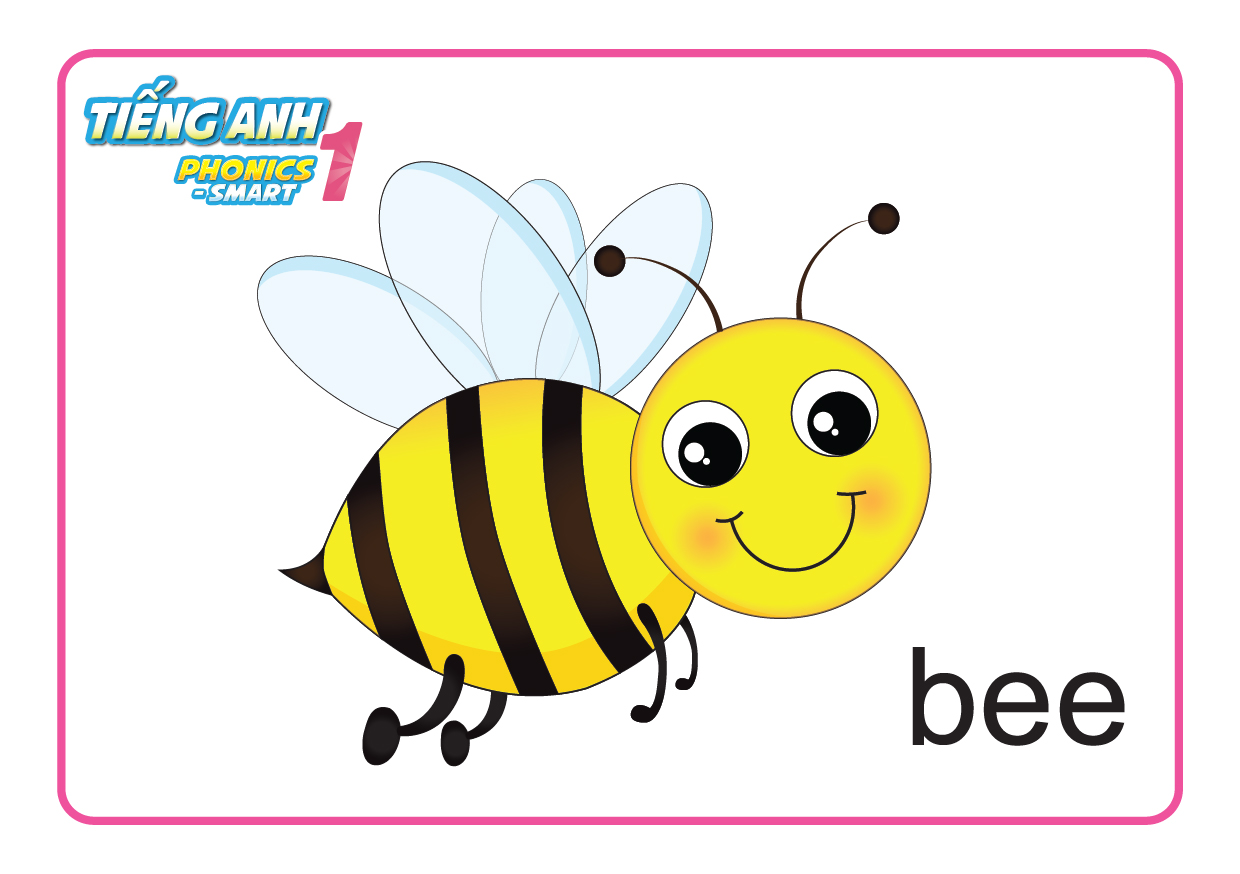 TIẾNG ANH 1
PHONICS
-SMART
bee